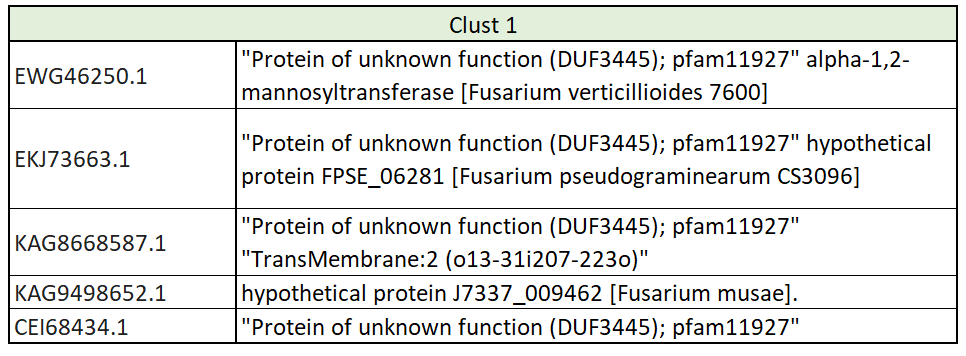 Clust 1
EWG46250.1
"Protein of unknown function (DUF3445); pfam11927" alpha-1,2-
mannosyltransferase [Fusarium verticillioides 7600]
EKJ73663.1
"Protein of unknown function (DUF3445); pfam11927" hypothetical
protein FPSE_06281 [Fusarium pseudograminearum CS3096]
KAG8668587.1
"Protein of unknown function (DUF3445); pfam11927"
"TransMembrane:2 (o13-31i207-223o)"
KAG9498652.1
hypothetical protein J7337_009462 [Fusarium musae].
CEI68434.1
"Protein of unknown function (DUF3445); pfam11927"